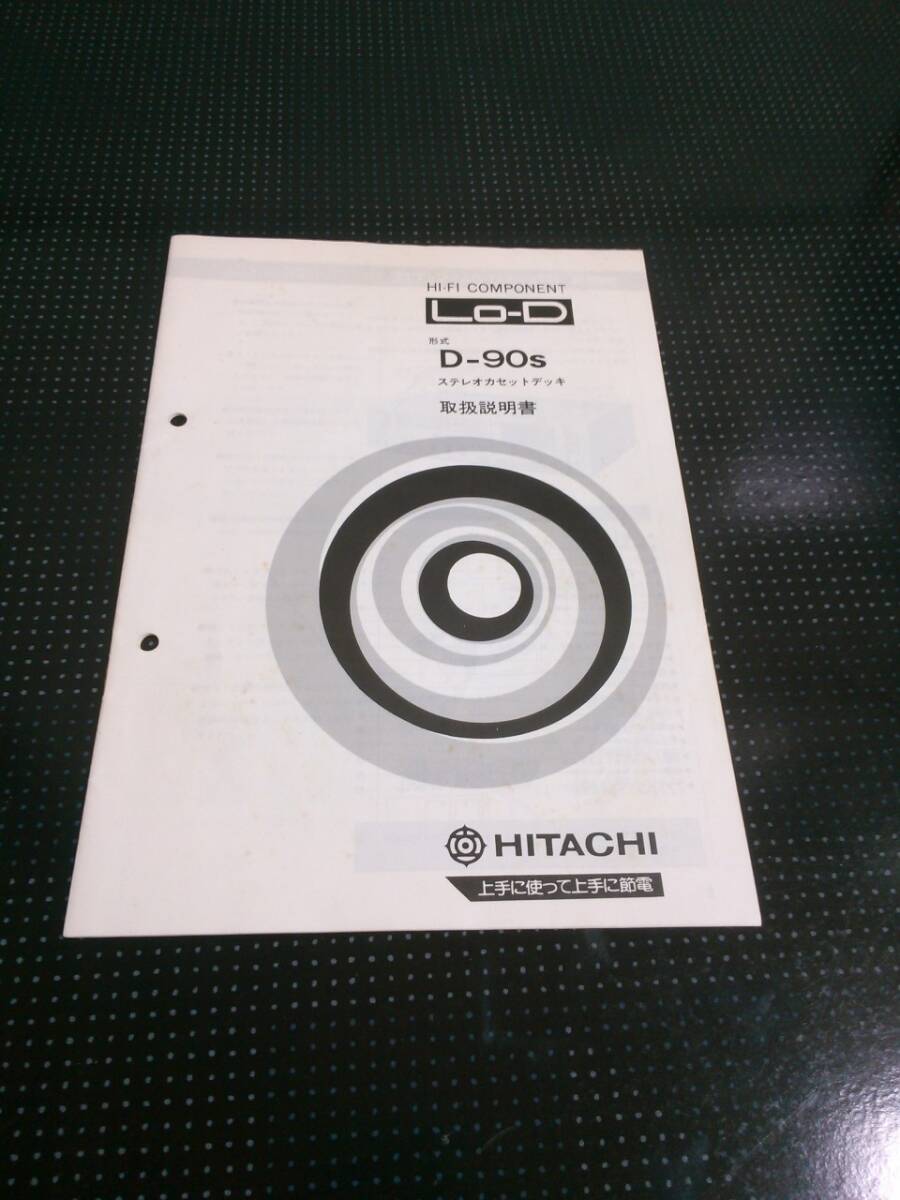 HI-FI COMPONENT
Lo-D
形式
D-90s
ステレオカセットデッキ
取扱説明書
HITACHI
上手に使って上手に節電